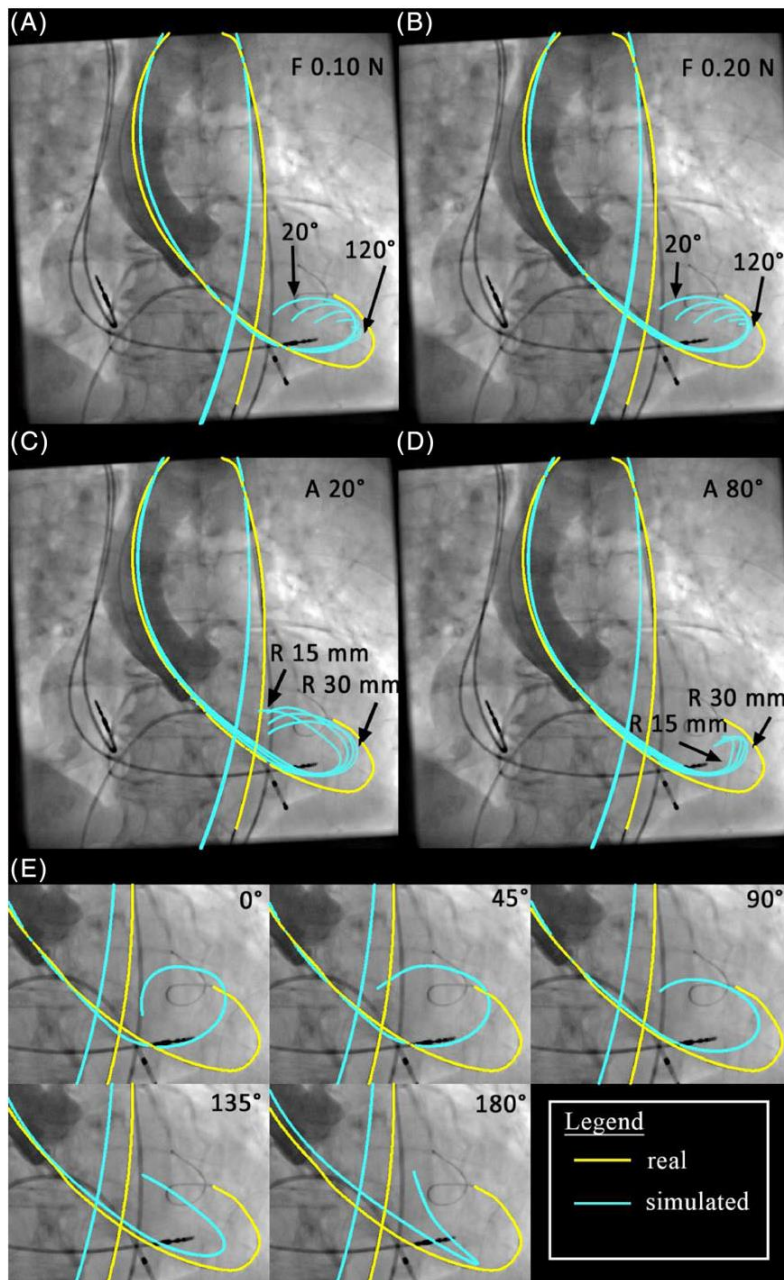 (A)
F 0.10 N
20°
120°
(B)
F 0.20 N
20°
120°
(C)
A 20°
R 15 mm
R 30 mm
(D)
A 80°
R 30 mm
R 15 mm
(E)
0°
45°
90°
135°
180°
Legend
real
simulated